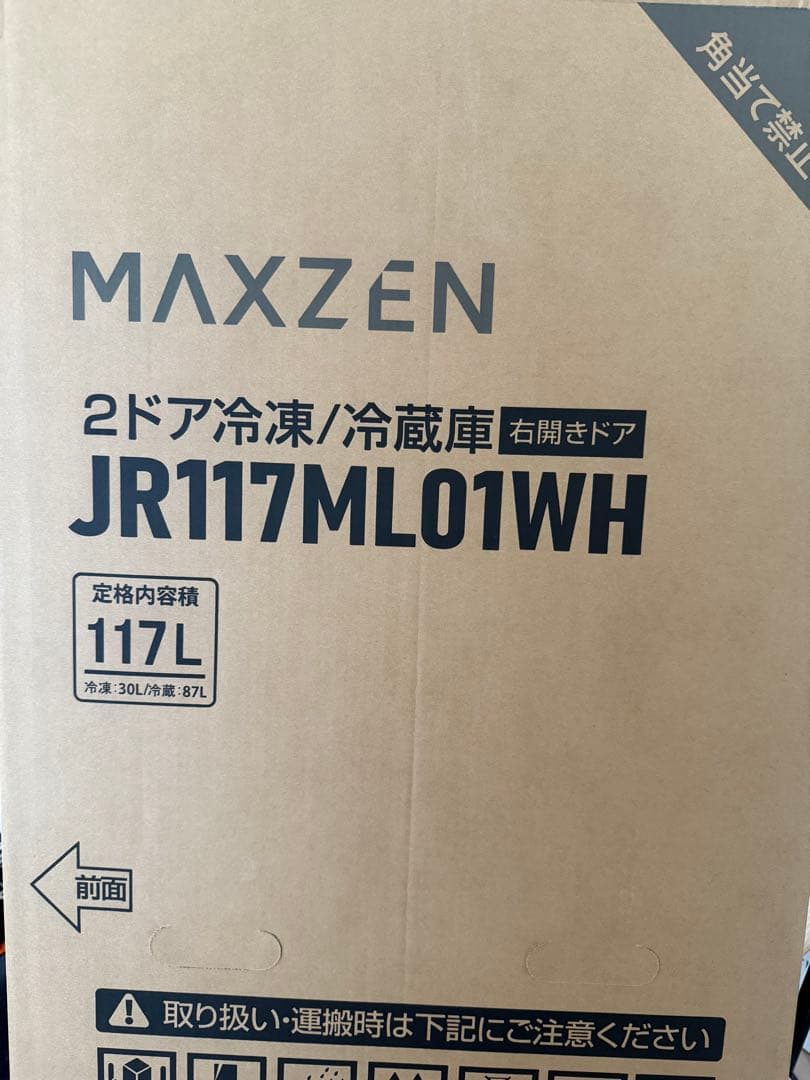 角当て禁止
MAXZEN
2ドア冷凍/冷蔵庫 右開きドア
JR117ML01WH
定格内容積
117L
冷凍:30L/冷蔵:87L
前面
取り扱い・運搬時は下記にご注意ください